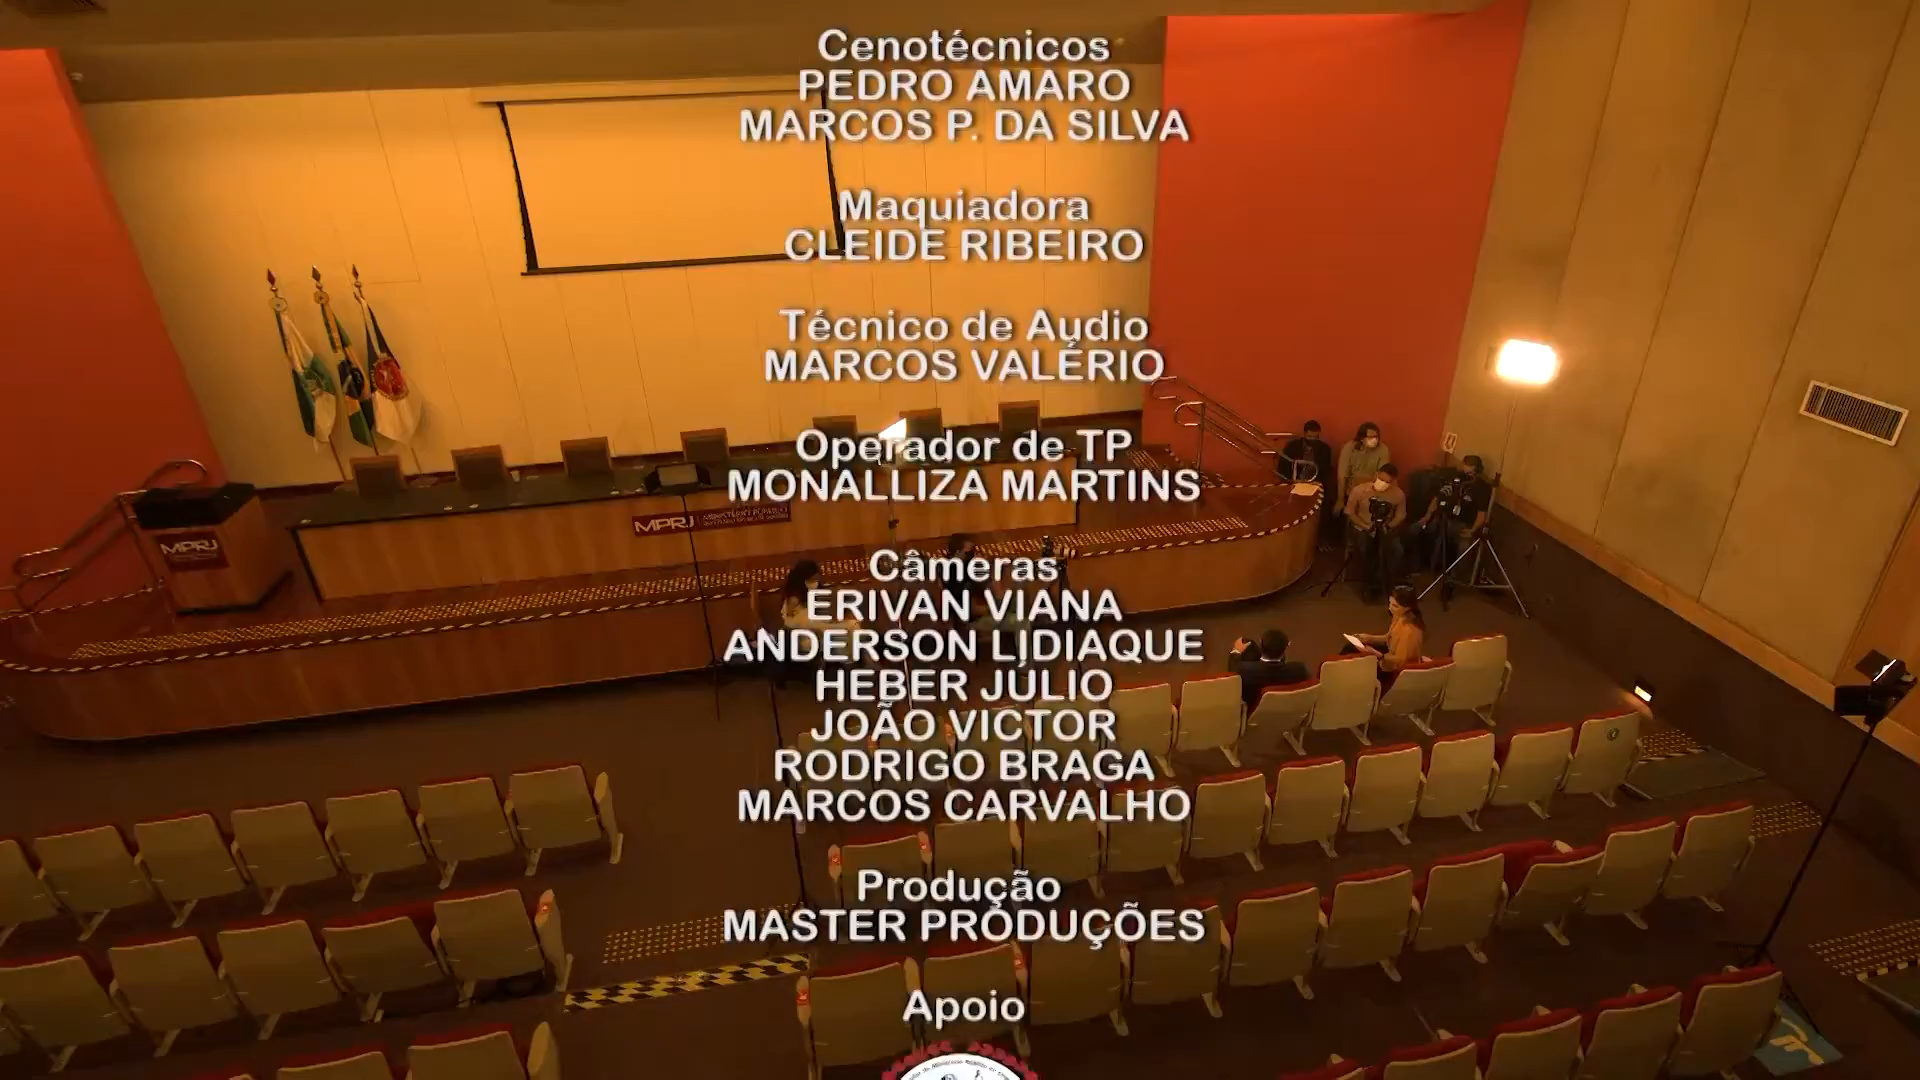 Cenotécnicos
PEDRO AMARO
MARCOS P. DA SILVA
Maquiadora
CLEIDE RIBEIRO
Técnico de Audio
MARCOS VALÉRIO
Operador de TP
MONALLIZA MARTINS
MPRJ
MPRJ
Câmeras
ERIVAN VIANA
ANDERSON LIDIAQUE
HEBER JÚLIO
JOÃO VICTOR
RODRIGO BRAGA
MARCOS CARVALHO
Produção
MASTER PRODUÇÕES
Apoio